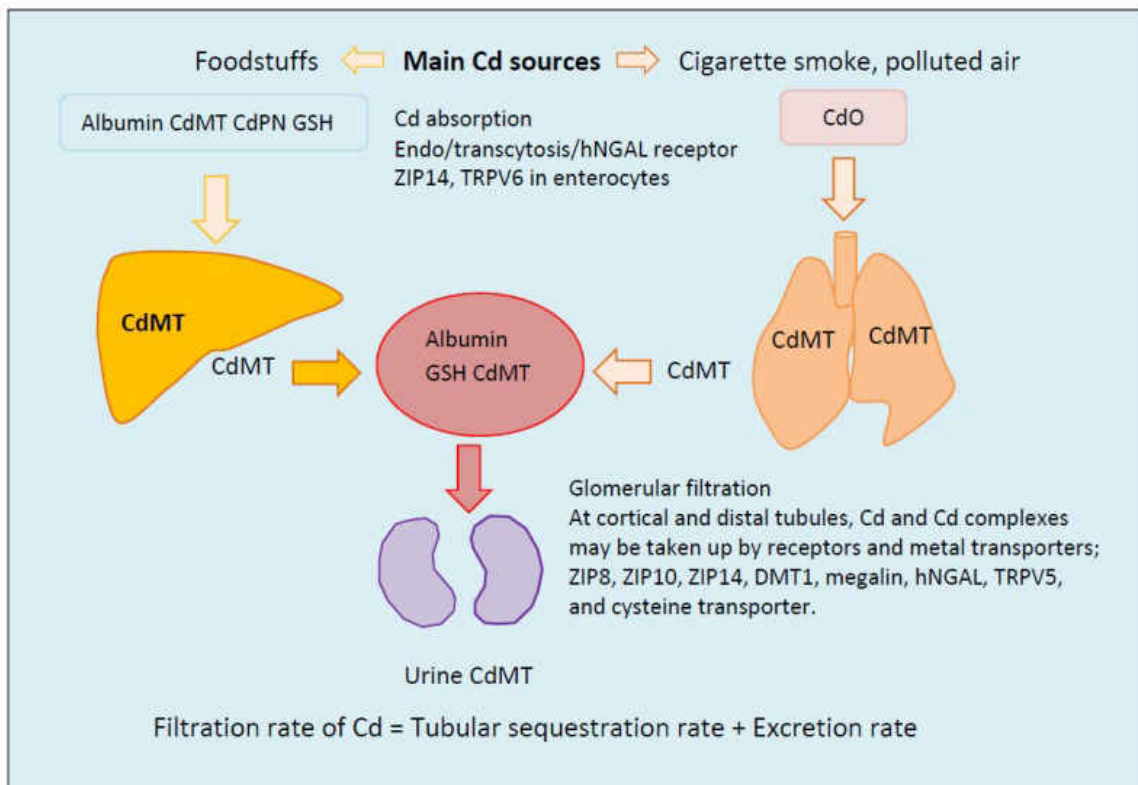 Foodstuffs Main Cd sources Cigarette smoke, polluted air
Albumin CdMT CdPN GSH
Cd absorption
Endo/transcytosis/hNGAL receptor
ZIP14, TRPV6 in enterocytes
CdO
CdMT
CdMT
Albumin
GSH CdMT
CdMT
CdMT
CdMT
Glomerular filtration
At cortical and distal tubules, Cd and Cd complexes
may be taken up by receptors and metal transporters;
ZIP8, ZIP10, ZIP14, DMT1, megalin, hNGAL, TRPV5,
and cysteine transporter.
Urine CdMT
Filtration rate of Cd = Tubular sequestration rate + Excretion rate